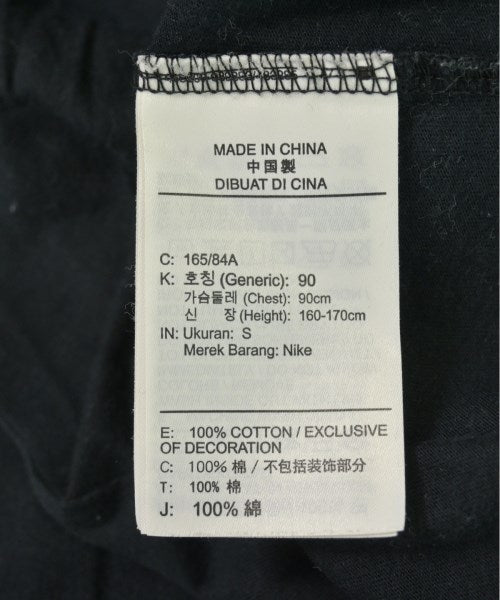 MADE IN CHINA
中国製
DIBUAT DI CINA
C: 165/84A
K: 호칭 (Generic): 90
가슴둘레 (Chest): 90cm
신 장 (Height): 160-170cm
IN: Ukuran: S
Merek Barang: Nike
E: 100% COTTON / EXCLUSIVE
OF DECORATION
C: 100% 棉 / 不包括装饰部分
T: 100% 棉
J: 100% 綿